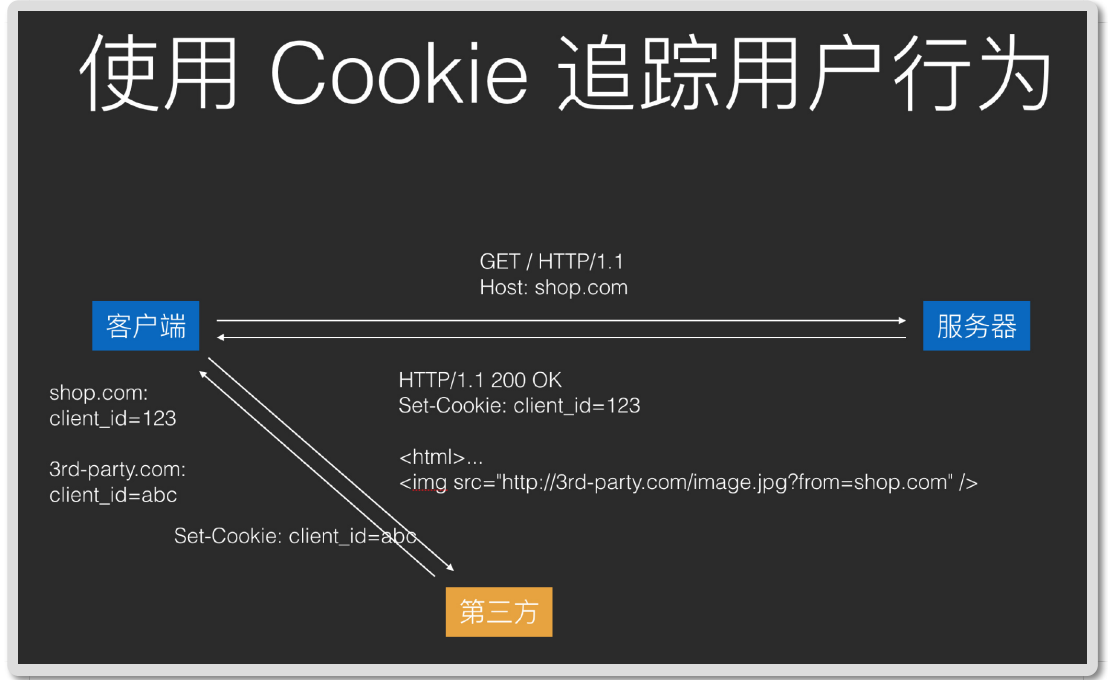 使用 Cookie 追踪用户行为
GET / HTTP/1.1
Host: shop.com
客户端
服务器
HTTP/1.1 200 OK
Set-Cookie: client_id=123
<html>...
<img src="http://3rd-party.com/image.jpg?from=shop.com" />
shop.com:
client_id=123
3rd-party.com:
client_id=abc
Set-Cookie: client_id=abc
第三方